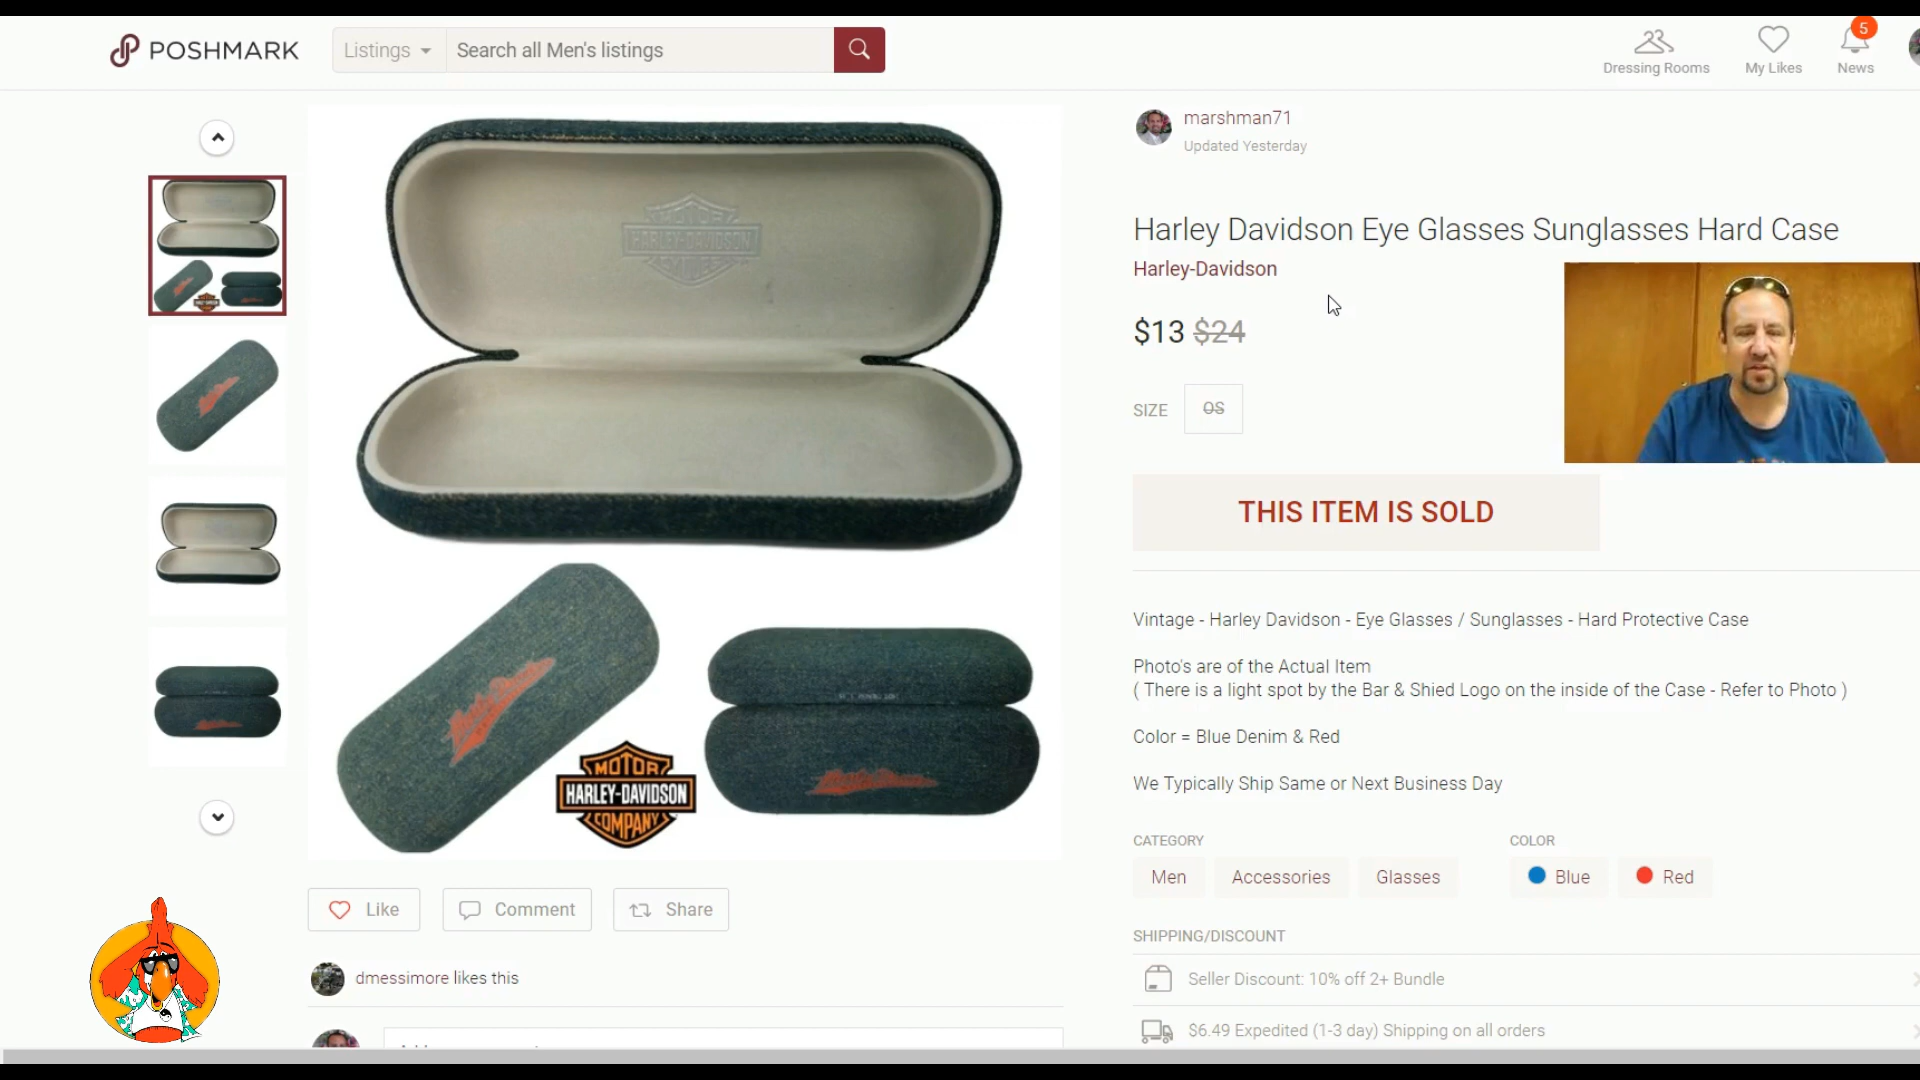 POSHMARK
Listings
Search all Men's listings
Dressing Rooms
My Likes
5
News
marshman71
Updated Yesterday
Harley Davidson Eye Glasses Sunglasses Hard Case
Harley-Davidson
$13 $24
SIZE OS
THIS ITEM IS SOLD
MOTOR
HARLEY-DAVIDSON
MOTOR
HARLEY-DAVIDSON
COMPANY
Vintage - Harley Davidson - Eye Glasses / Sunglasses - Hard Protective Case
Photo's are of the Actual Item
( There is a light spot by the Bar & Shied Logo on the inside of the Case - Refer to Photo )
Color = Blue Denim & Red
We Typically Ship Same or Next Business Day
CATEGORY
Men Accessories Glasses
COLOR
Blue Red
SHIPPING/DISCOUNT
Seller Discount: 10% off 2+ Bundle
$6.49 Expedited (1-3 day) Shipping on all orders
Like
Comment
Share
dmessimore likes this